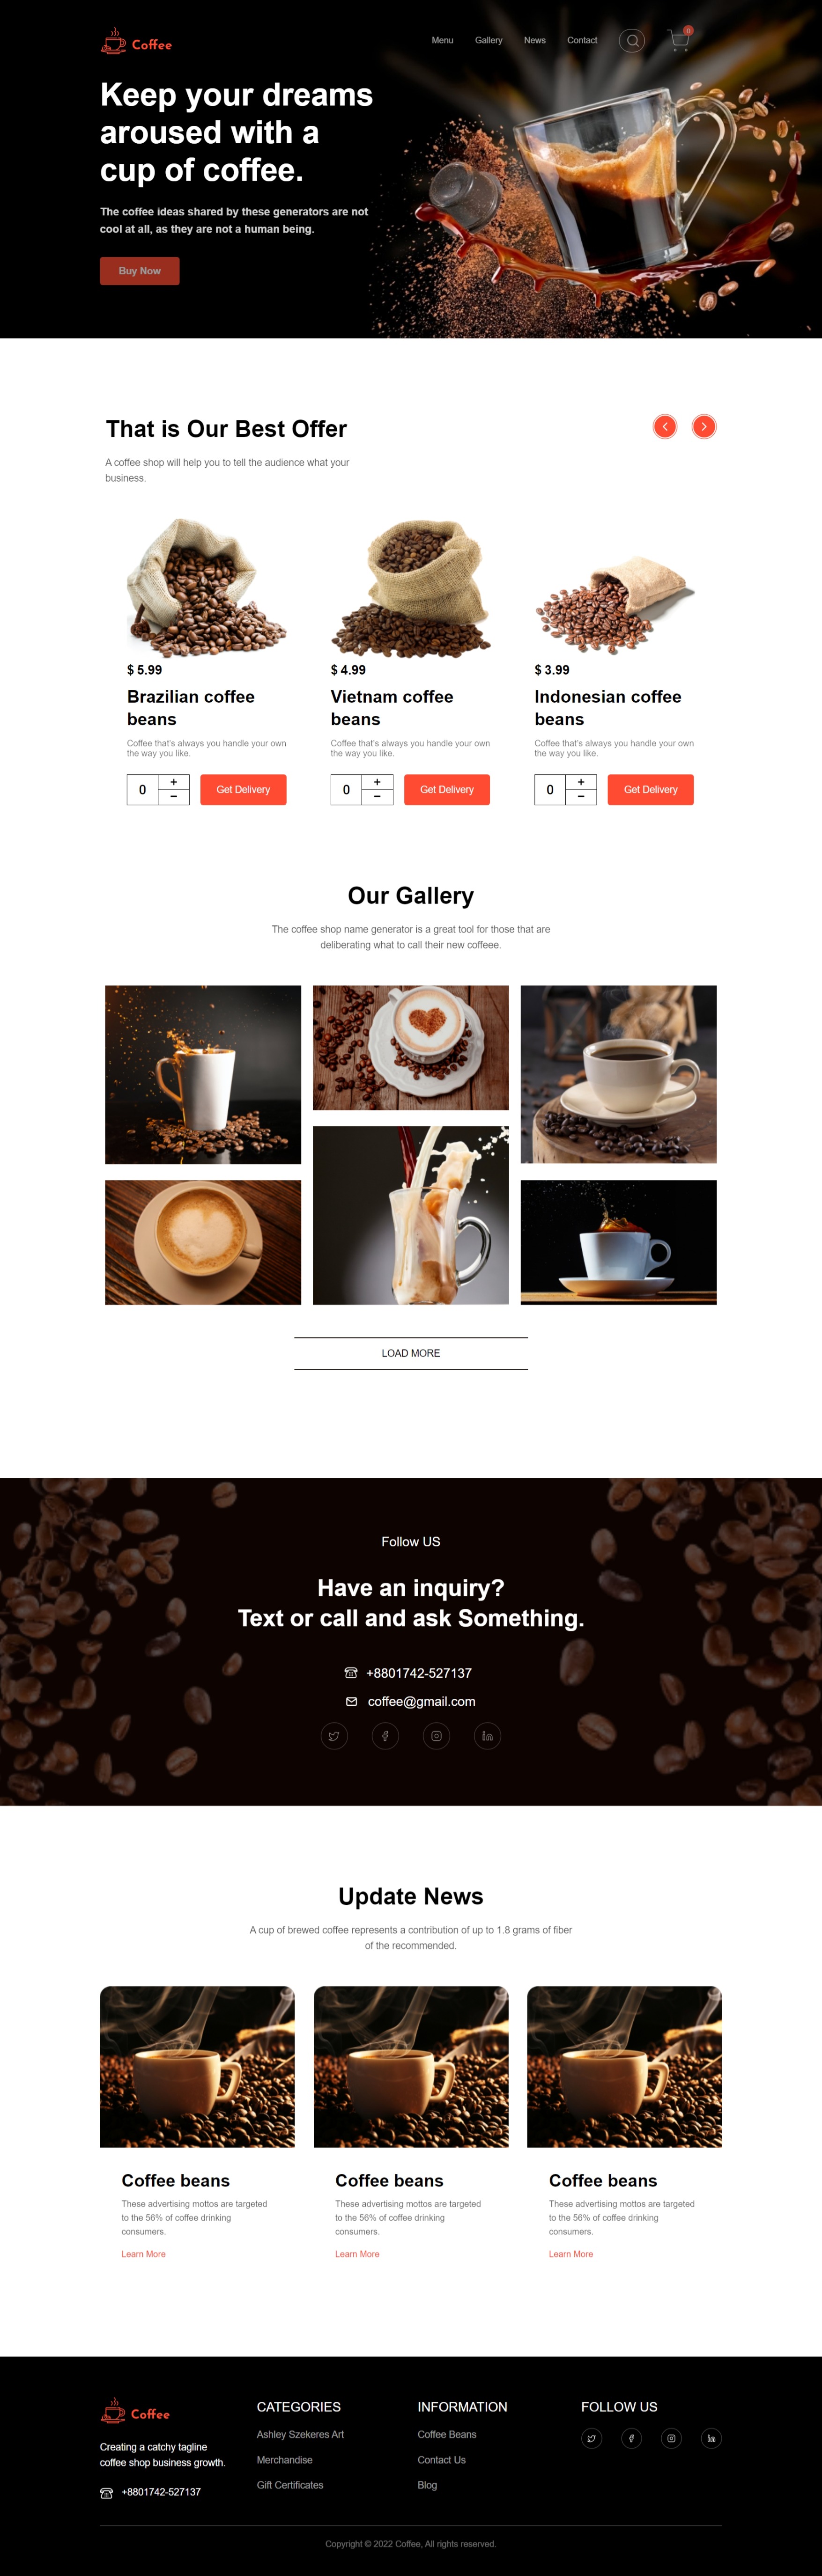 Coffee
Menu
Gallery
News
Contact
0
Keep your dreams
aroused with a
cup of coffee.
The coffee ideas shared by these generators are not
cool at all, as they are not a human being.
Buy Now
That is Our Best Offer
A coffee shop will help you to tell the audience what your
business.
$ 5.99
Brazilian coffee
beans
Coffee that's always you handle your own
the way you like.
0
+
−
Get Delivery
$ 4.99
Vietnam coffee
beans
Coffee that's always you handle your own
the way you like.
0
+
−
Get Delivery
$ 3.99
Indonesian coffee
beans
Coffee that's always you handle your own
the way you like.
0
+
−
Get Delivery
Our Gallery
The coffee shop name generator is a great tool for those that are
deliberating what to call their new coffeee.
LOAD MORE
Follow US
Have an inquiry?
Text or call and ask Something.
+8801742-527137
coffee@gmail.com
Update News
A cup of brewed coffee represents a contribution of up to 1.8 grams of fiber
of the recommended.
Coffee beans
These advertising mottos are targeted
to the 56% of coffee drinking
consumers.
Learn More
Coffee beans
These advertising mottos are targeted
to the 56% of coffee drinking
consumers.
Learn More
Coffee beans
These advertising mottos are targeted
to the 56% of coffee drinking
consumers.
Learn More
Coffee
Creating a catchy tagline
coffee shop business growth.
+8801742-527137
CATEGORIES
Ashley Szekeres Art
Merchandise
Gift Certificates
INFORMATION
Coffee Beans
Contact Us
Blog
FOLLOW US
Copyright © 2022 Coffee, All rights reserved.